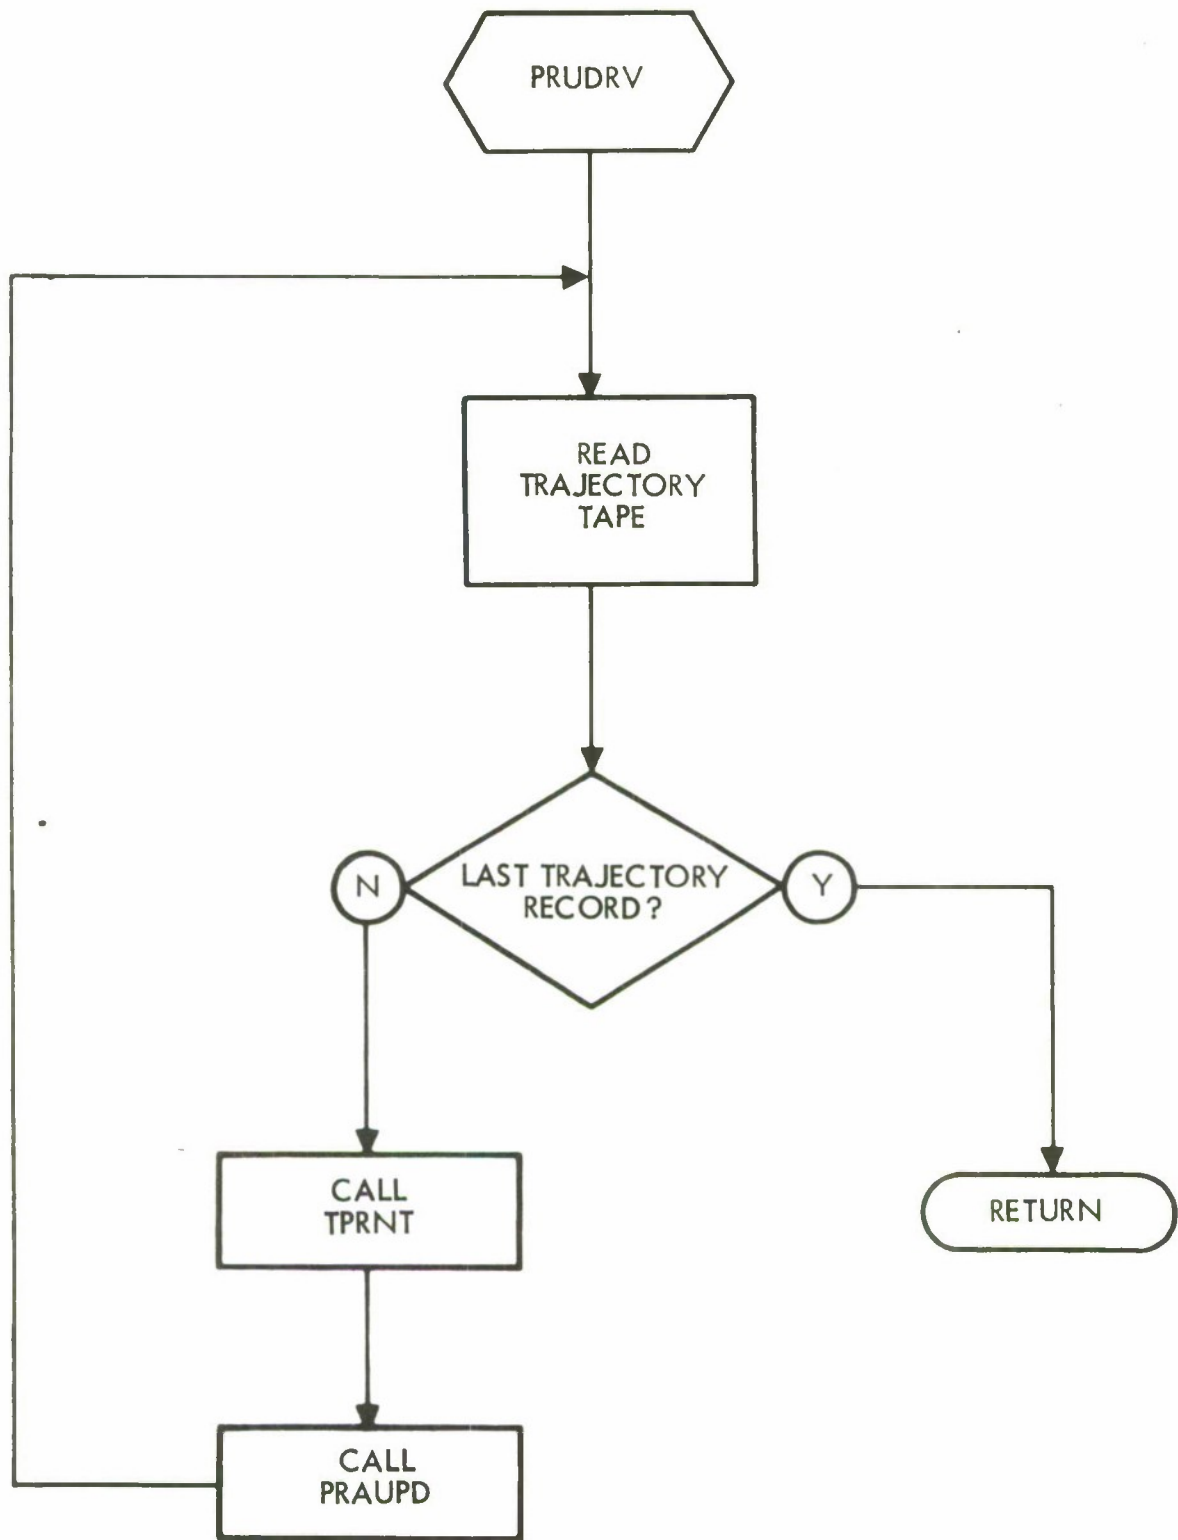 PRUDRV
READ
TRAJECTORY
TAPE
LAST TRAJECTORY
RECORD?
N
Y
CALL
TPRNT
RETURN
CALL
PRAUPD